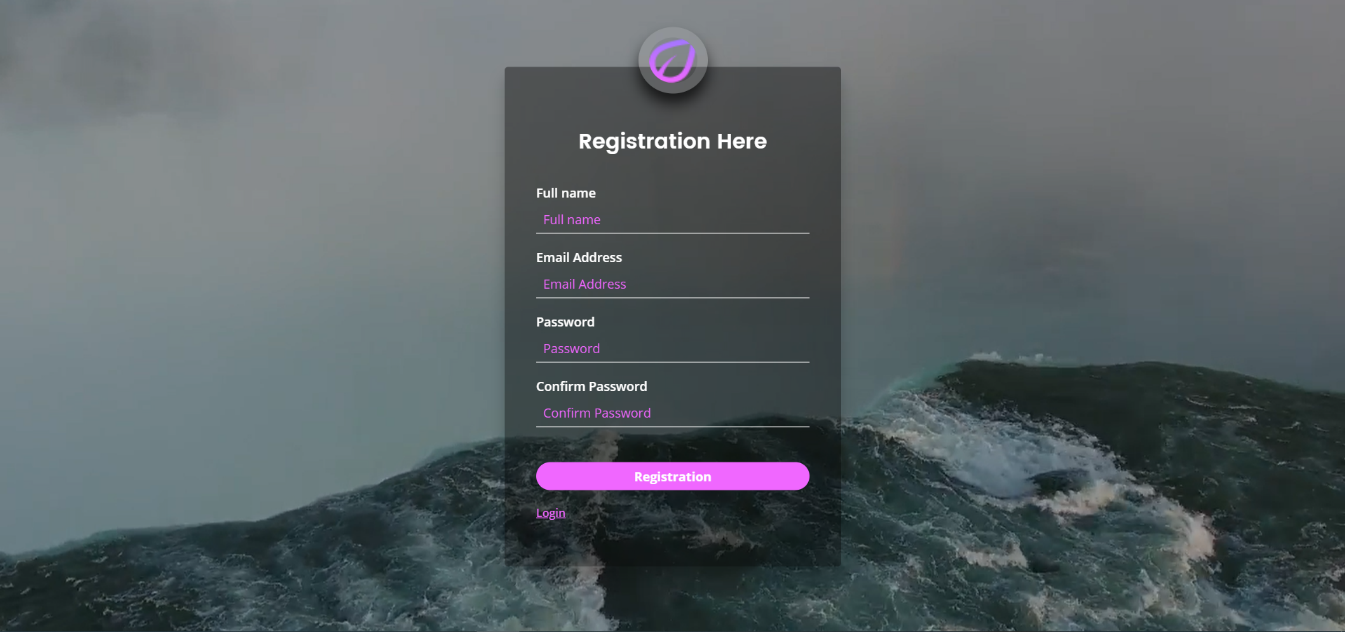 Registration Here
Full name
Full name
Email Address
Email Address
Password
Password
Confirm Password
Confirm Password
Registration
Login